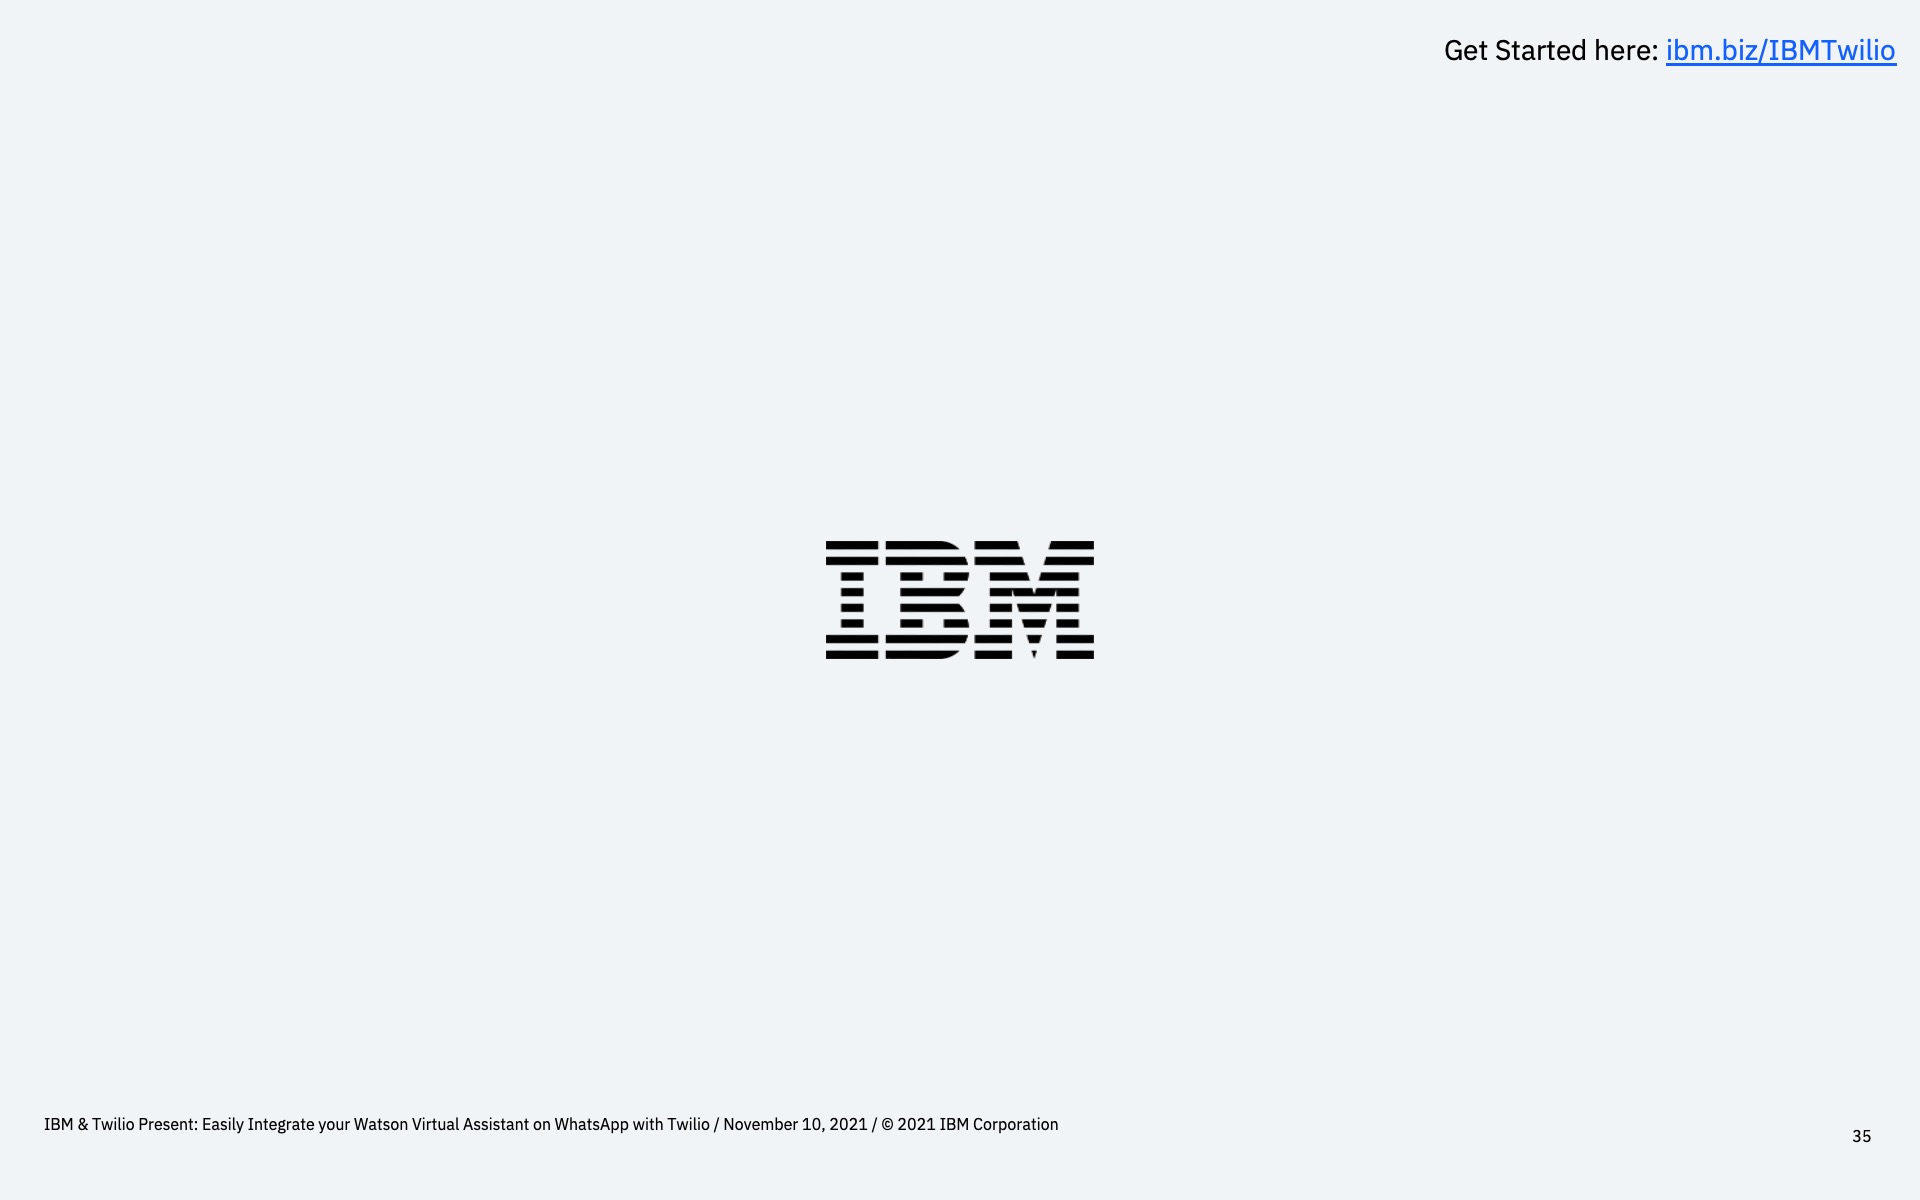 Get Started here: ibm.biz/IBMTwilio
IBM
IBM & Twilio Present: Easily Integrate your Watson Virtual Assistant on WhatsApp with Twilio / November 10, 2021 / © 2021 IBM Corporation
35